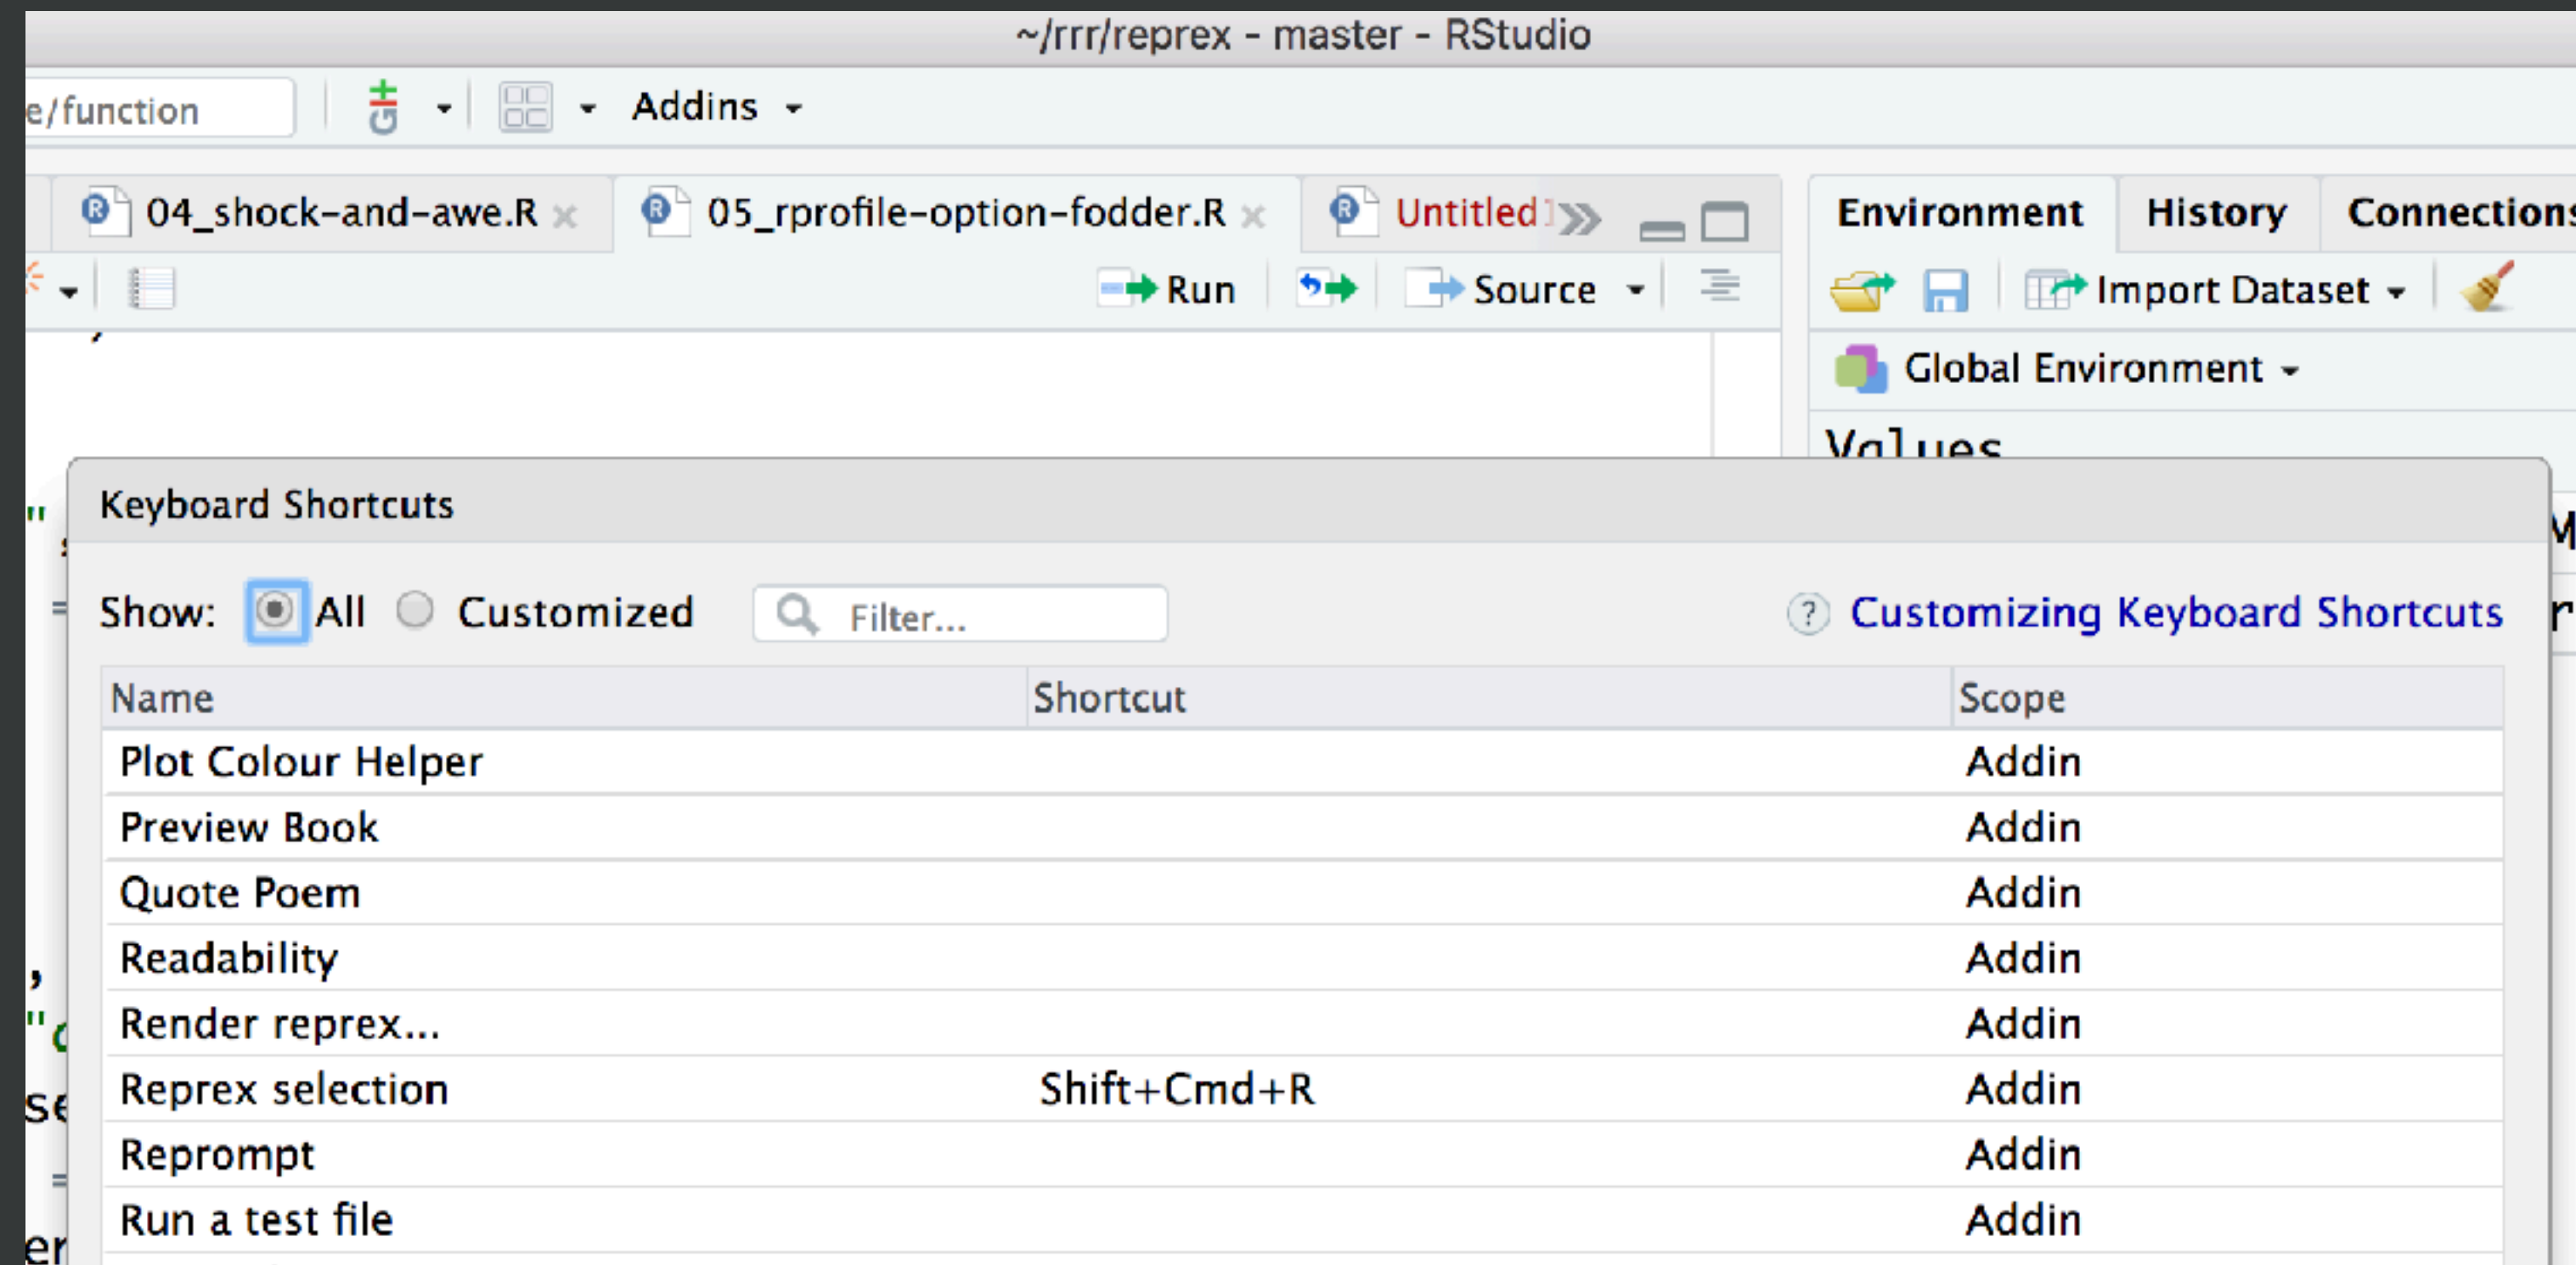 ~/rrr/reprex - master - RStudio
e/function Addins
04_shock-and-awe.R 05_rprofile-option-fodder.R Untitled Environment History Connections
Run Source Import Dataset
Global Environment
Values
Keyboard Shortcuts
Show: All Customized Filter... ? Customizing Keyboard Shortcuts
Name Shortcut Scope
Plot Colour Helper Addin
Preview Book Addin
Quote Poem Addin
Readability Addin
Render reprex... Addin
Reprex selection Shift+Cmd+R Addin
Reprompt Addin
Run a test file Addin